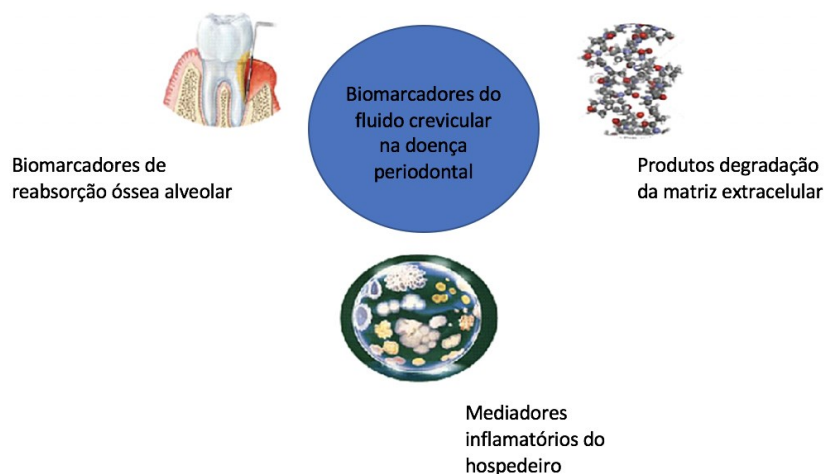 Biomarcadores do
fluido crevicular
na doença
periodontal
Biomarcadores de
reabsorção óssea alveolar
Produtos degradação
da matriz extracelular
Mediadores
inflamatórios do
hospedeiro